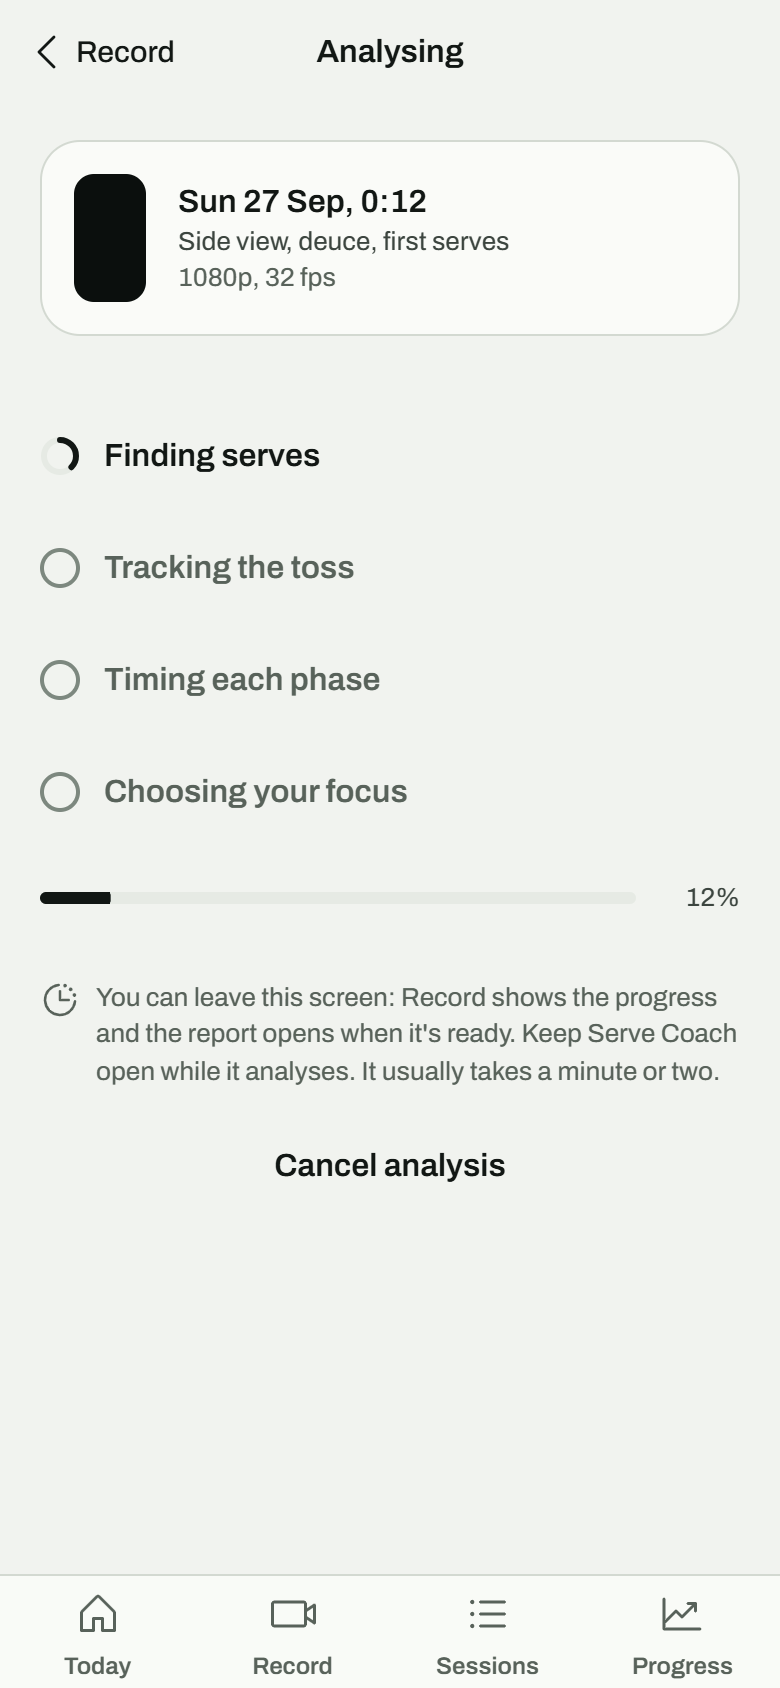 Record
Analysing
Sun 27 Sep, 0:12
Side view, deuce, first serves
1080p, 32 fps
Finding serves
Tracking the toss
Timing each phase
Choosing your focus
12%
You can leave this screen: Record shows the progress
and the report opens when it's ready. Keep Serve Coach
open while it analyses. It usually takes a minute or two.
Cancel analysis
Today
Record
Sessions
Progress